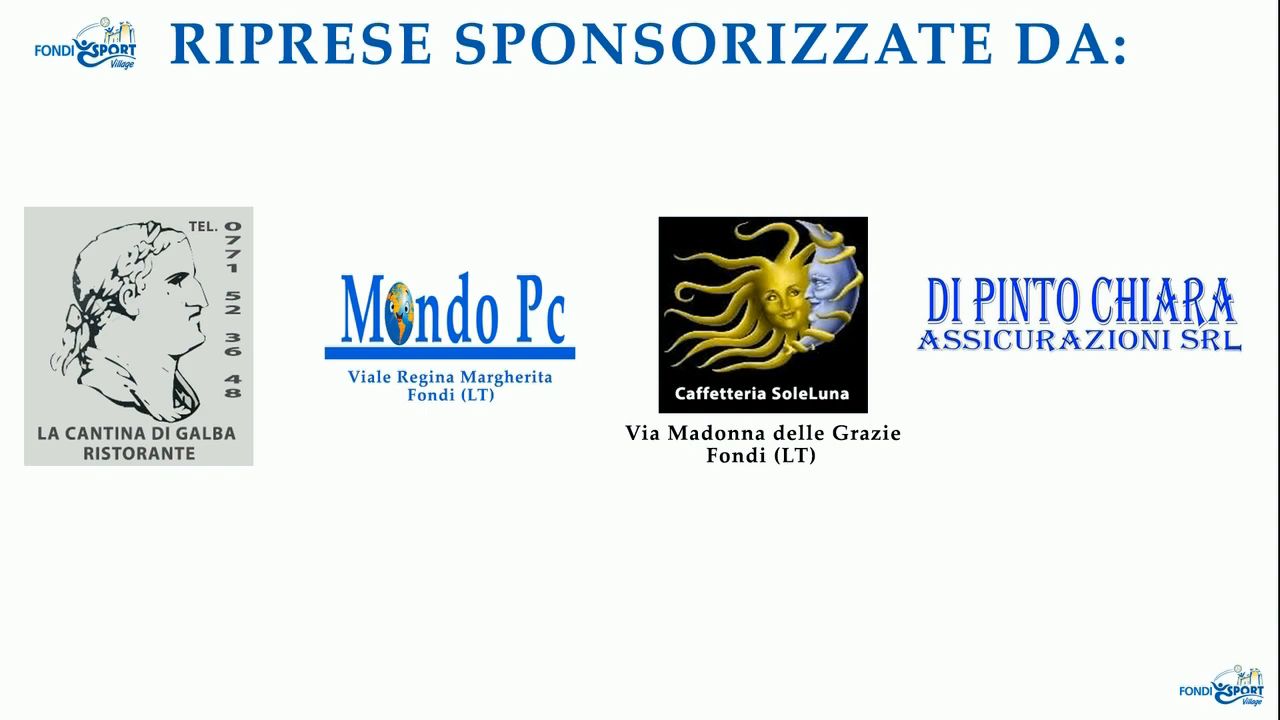 FONDI SPORT
Village
RIPRESE SPONSORIZZATE DA:
TEL. 0771 52 36 48
LA CANTINA DI GALBA
RISTORANTE
Mondo Pc
Viale Regina Margherita
Fondi (LT)
Caffetteria SoleLuna
Via Madonna delle Grazie
Fondi (LT)
DI PINTO CHIARA
ASSICURAZIONI SRL
FONDI SPORT
Village